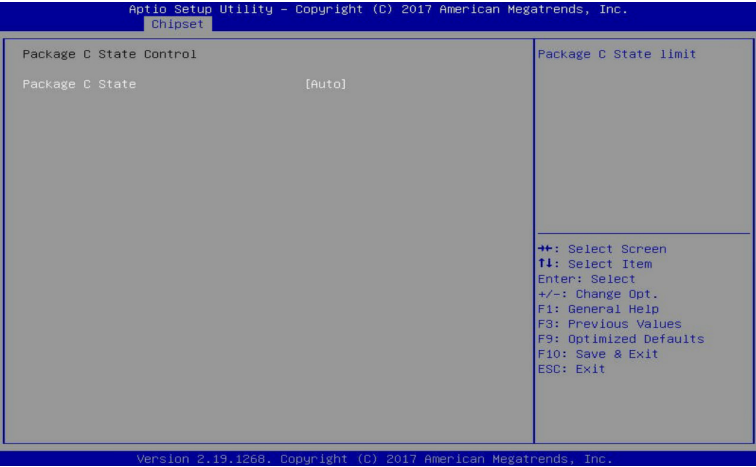 Aptio Setup Utility – Copyright (C) 2017 American Megatrends, Inc.
Chipset
Package C State Control
Package C State [Auto]
Package C State limit
→←: Select Screen
↑↓: Select Item
Enter: Select
+/-: Change Opt.
F1: General Help
F3: Previous Values
F9: Optimized Defaults
F10: Save & Exit
ESC: Exit
Version 2.19.1268. Copyright (C) 2017 American Megatrends, Inc.